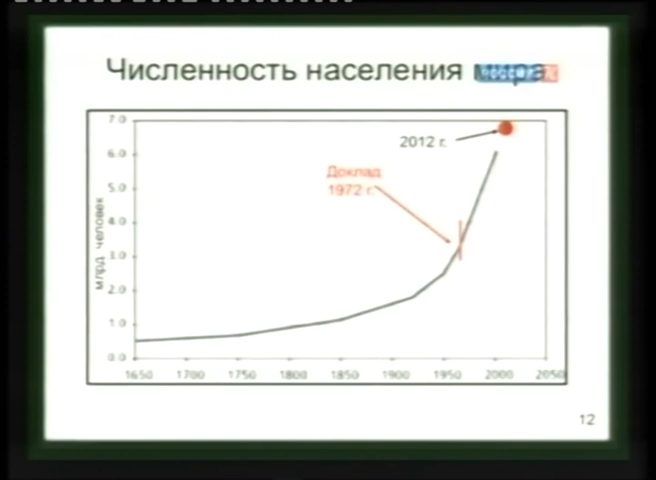 Численность населения мира
7.0
6.0
5.0
4.0
3.0
2.0
1.0
0.0
млрд. человек
2012 г.
Доклад
1972 г.
1650 1700 1750 1800 1850 1900 1950 2000 2050
12